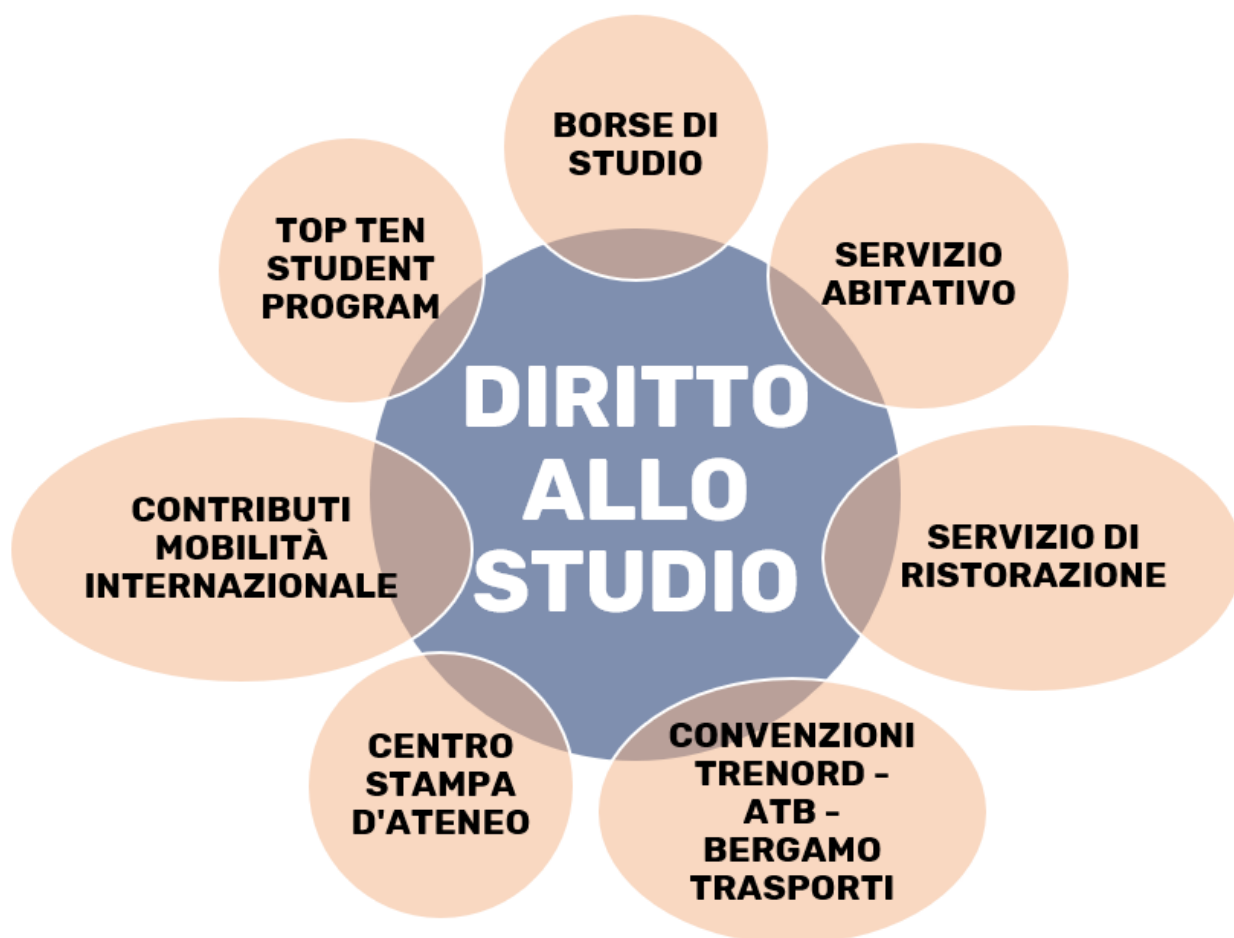 BORSE DI
STUDIO
TOP TEN
STUDENT
PROGRAM
SERVIZIO
ABITATIVO
DIRITTO
ALLO
STUDIO
CONTRIBUTI
MOBILITÀ
INTERNAZIONALE
SERVIZIO DI
RISTORAZIONE
CENTRO
STAMPA
D'ATENEO
CONVENZIONI
TRENORD –
ATB –
BERGAMO
TRASPORTI